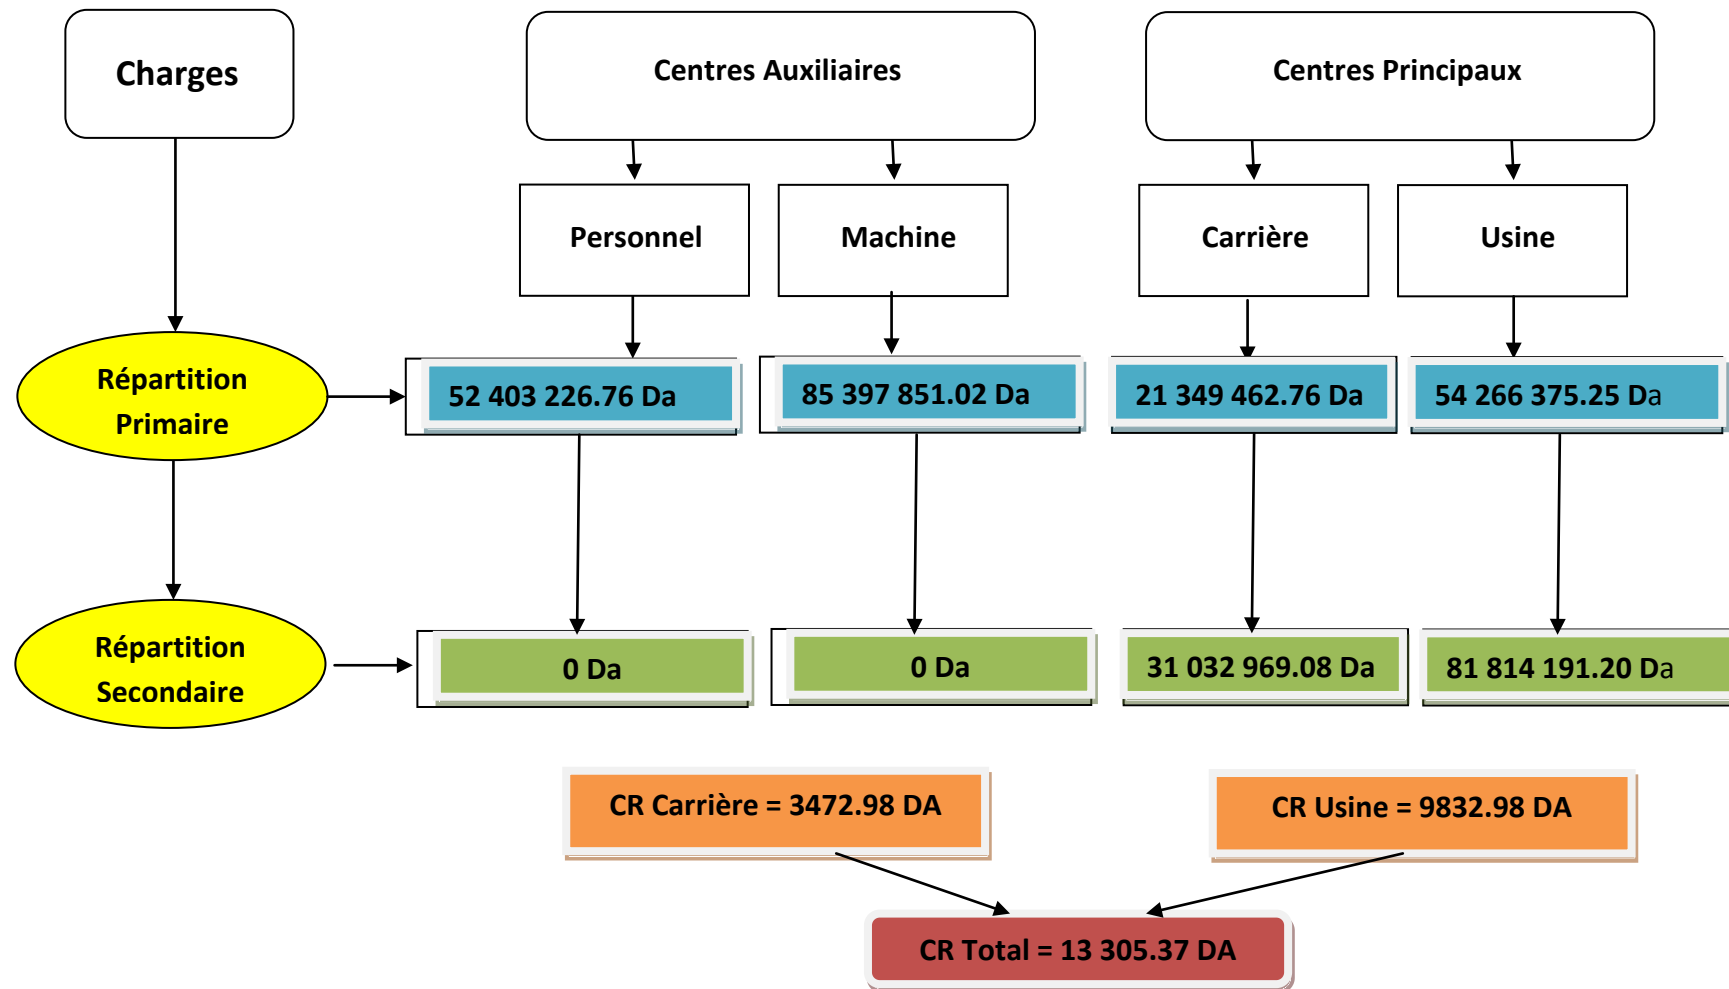 Charges
Centres Auxiliaires
Centres Principaux
Personnel
Machine
Carrière
Usine
Répartition
Primaire
52 403 226.76 Da
85 397 851.02 Da
21 349 462.76 Da
54 266 375.25 Da
Répartition
Secondaire
0 Da
0 Da
31 032 969.08 Da
81 814 191.20 Da
CR Carrière = 3472.98 DA
CR Usine = 9832.98 DA
CR Total = 13 305.37 DA